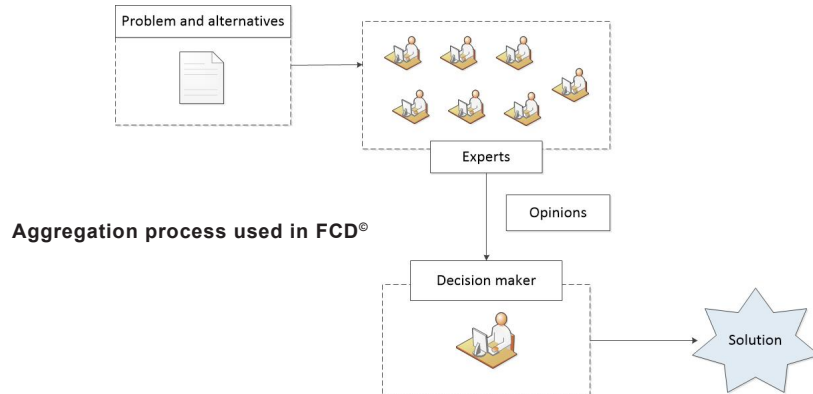 Problem and alternatives
Experts
Opinions
Aggregation process used in FCD©
Decision maker
Solution